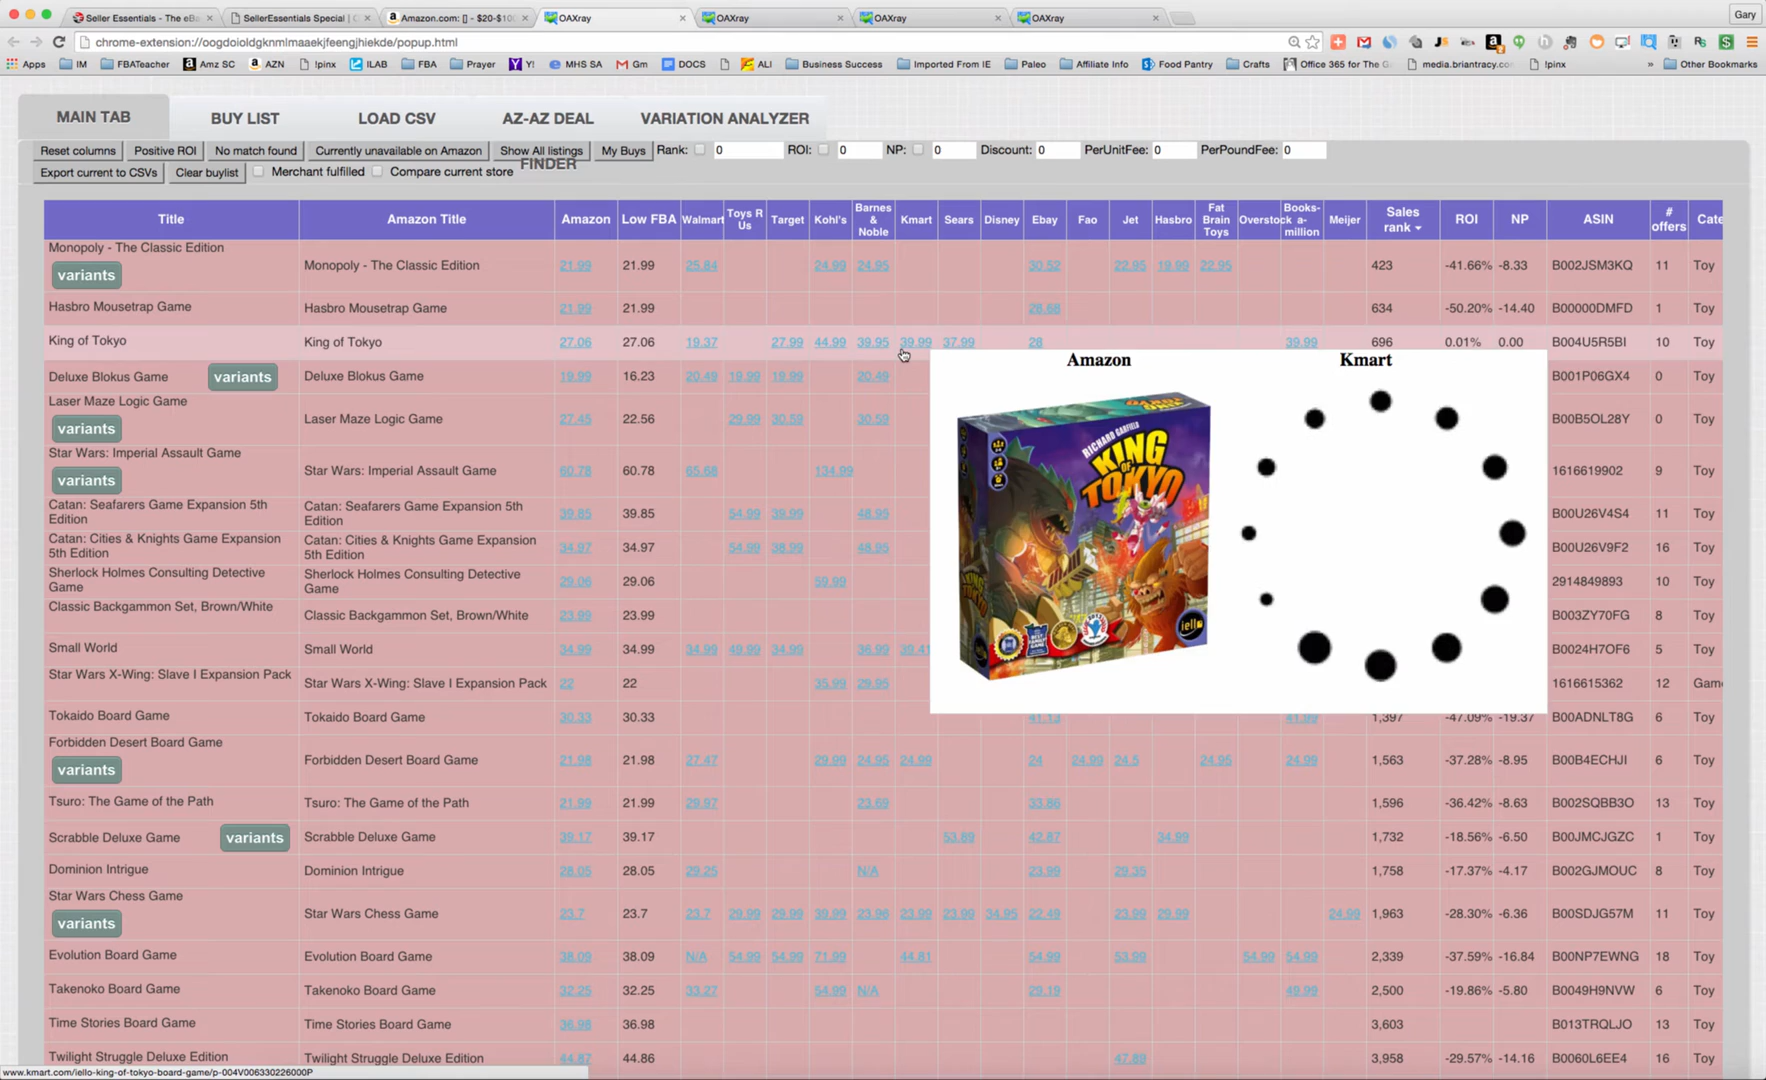 Seller Essentials - The eBa
SellerEssentials Special | C
Amazon.com: [] - $20-$100
OAXray
OAXray
OAXray
OAXray
Gary
chrome-extension://oogdoioldgknmlmaaekjfeengjhiekde/popup.html
Apps IM FBATeacher Amz SC AZN !pinx ILAB FBA Prayer Y! MHS SA Gm DOCS ALI Business Success Imported From IE Paleo Affiliate Info Food Pantry Crafts Office 365 for The G media.briantracy.co !pinx » Other Bookmarks
MAIN TAB BUY LIST LOAD CSV AZ-AZ DEAL FINDER VARIATION ANALYZER
Reset columns Positive ROI No match found Currently unavailable on Amazon Show All listings My Buys Rank: 0 ROI: 0 NP: 0 Discount: 0 PerUnitFee: 0 PerPoundFee: 0
Export current to CSVs Clear buylist Merchant fulfilled Compare current store
Title Amazon Title Amazon Low FBA Walmart Toys R Us Target Kohl's Barnes & Noble Kmart Sears Disney Ebay Fao Jet Hasbro Fat Brain Toys Overstock Books-a-million Meijer Sales rank ROI NP ASIN # offers Cate
Monopoly - The Classic Edition variants Monopoly - The Classic Edition 21.99 21.99 25.84 24.99 24.95 30.52 22.95 19.99 22.95 423 -41.66% -8.33 B002JSM3KQ 11 Toy
Hasbro Mousetrap Game Hasbro Mousetrap Game 21.99 21.99 28.68 634 -50.20% -14.40 B00000DMFD 1 Toy
King of Tokyo King of Tokyo 27.06 27.06 19.37 27.99 44.99 39.95 39.99 37.99 28 39.99 696 0.01% 0.00 B004U5R5BI 10 Toy
Deluxe Blokus Game variants Deluxe Blokus Game 19.99 16.23 20.49 19.99 19.99 20.49 B001P06GX4 0 Toy
Laser Maze Logic Game variants Laser Maze Logic Game 27.45 22.56 29.99 30.59 30.59 B00B5OL28Y 0 Toy
Star Wars: Imperial Assault Game variants Star Wars: Imperial Assault Game 60.78 60.78 65.68 134.99 1616619902 9 Toy
Catan: Seafarers Game Expansion 5th Edition Catan: Seafarers Game Expansion 5th Edition 39.85 39.85 54.99 39.99 48.95 B00U26V4S4 11 Toy
Catan: Cities & Knights Game Expansion 5th Edition Catan: Cities & Knights Game Expansion 5th Edition 34.97 34.97 54.99 38.99 48.95 B00U26V9F2 16 Toy
Sherlock Holmes Consulting Detective Game Sherlock Holmes Consulting Detective Game 29.06 29.06 59.99 2914849893 10 Toy
Classic Backgammon Set, Brown/White Classic Backgammon Set, Brown/White 23.99 23.99 B003ZY70FG 8 Toy
Small World Small World 34.99 34.99 34.99 49.99 34.99 36.99 39.41 B0024H7OF6 5 Toy
Star Wars X-Wing: Slave I Expansion Pack Star Wars X-Wing: Slave I Expansion Pack 22 22 35.99 29.95 1616615362 12 Game
Tokaido Board Game Tokaido Board Game 30.33 30.33 41.13 41.99 1,397 -47.09% -19.37 B00ADNLT8G 6 Toy
Forbidden Desert Board Game variants Forbidden Desert Board Game 21.98 21.98 27.47 29.99 24.95 24.99 24 24.99 24.5 24.95 24.99 1,563 -37.28% -8.95 B00B4ECHJI 6 Toy
Tsuro: The Game of the Path Tsuro: The Game of the Path 21.99 21.99 29.97 23.69 33.86 1,596 -36.42% -8.63 B002SQBB3O 13 Toy
Scrabble Deluxe Game variants Scrabble Deluxe Game 39.17 39.17 53.89 42.87 34.99 1,732 -18.56% -6.50 B00JMCJGZC 1 Toy
Dominion Intrigue Dominion Intrigue 28.05 28.05 29.25 N/A 23.99 29.35 1,758 -17.37% -4.17 B002GJMOUC 8 Toy
Star Wars Chess Game variants Star Wars Chess Game 23.7 23.7 23.7 29.99 29.99 39.99 23.96 23.99 23.99 34.95 22.49 23.99 29.99 24.99 1,963 -28.30% -6.36 B00SDJG57M 11 Toy
Evolution Board Game Evolution Board Game 38.09 38.09 N/A 54.99 54.99 71.99 44.81 54.99 53.99 54.99 54.99 2,339 -37.59% -16.84 B00NP7EWNG 18 Toy
Takenoko Board Game Takenoko Board Game 32.25 32.25 33.27 54.99 N/A 29.19 49.99 2,500 -19.86% -5.80 B0049H9NVW 6 Toy
Time Stories Board Game Time Stories Board Game 36.98 36.98 3,603 B013TRQLJO 13 Toy
Twilight Struggle Deluxe Edition Twilight Struggle Deluxe Edition 44.87 44.86 47.89 3,958 -29.57% -14.16 B0060L6EE4 16 Toy
Amazon Kmart
RICHARD GARFIELD
KING OF TOKYO
iello
www.kmart.com/iello-king-of-tokyo-board-game/p-004V006330226000P